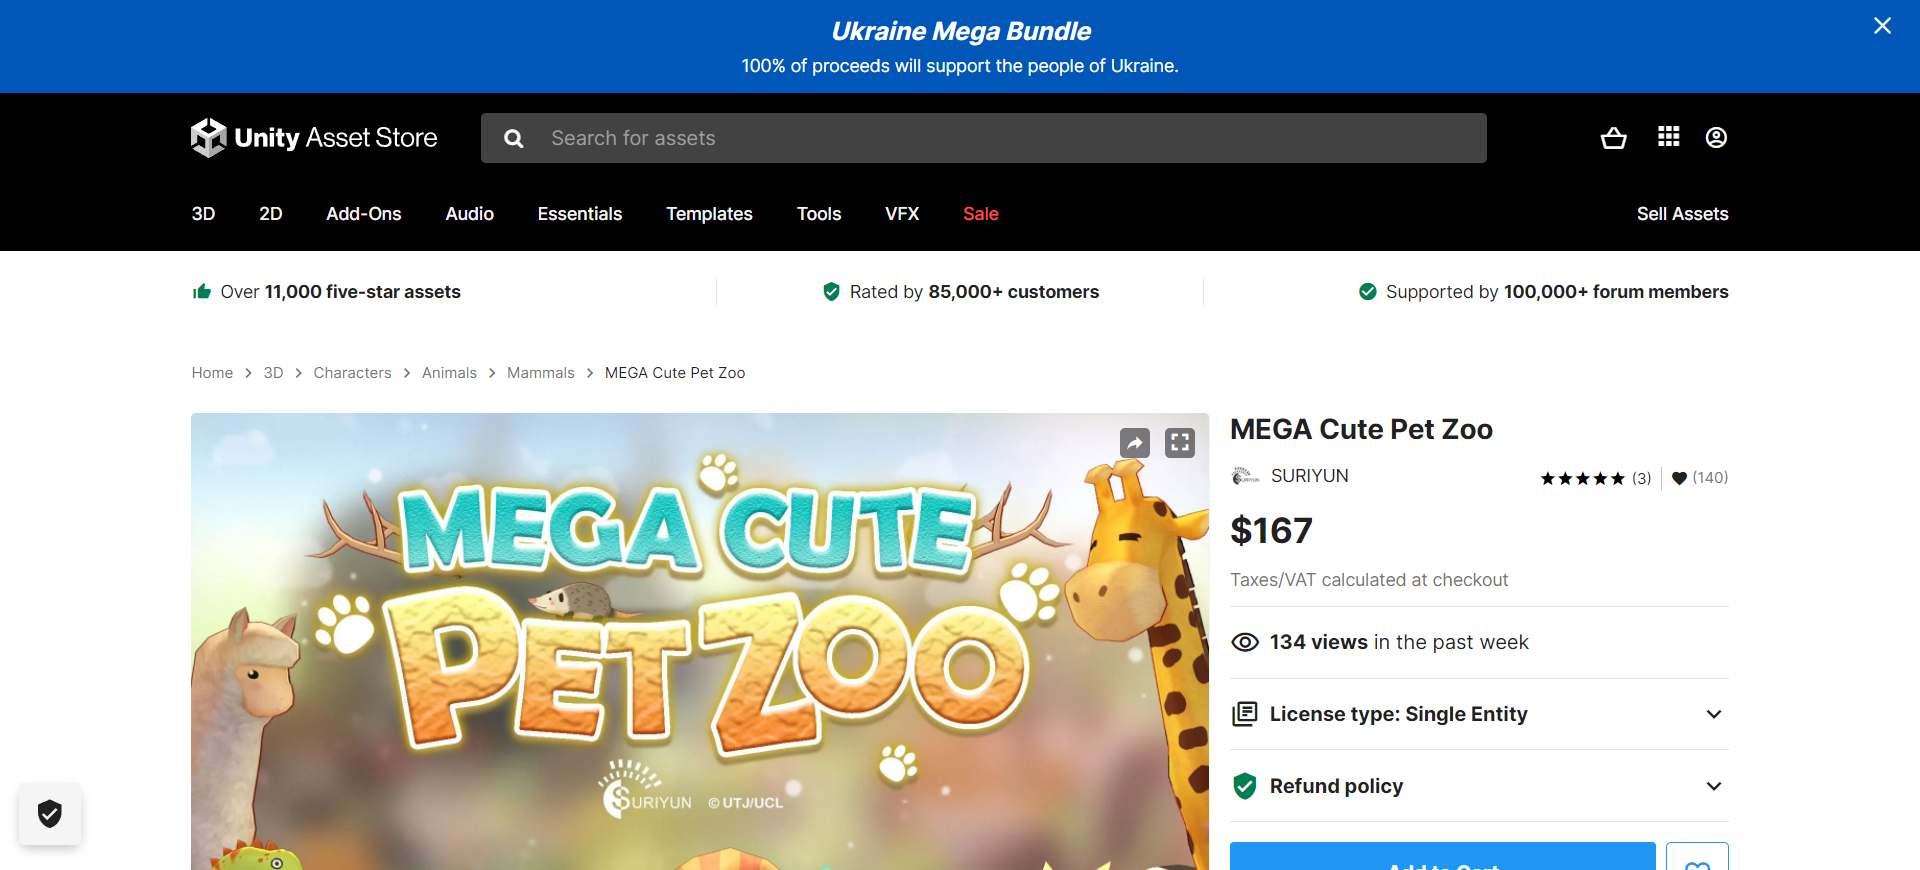 Ukraine Mega Bundle
100% of proceeds will support the people of Ukraine.
Unity Asset Store
Search for assets
3D 2D Add-Ons Audio Essentials Templates Tools VFX Sale Sell Assets
Over 11,000 five-star assets
Rated by 85,000+ customers
Supported by 100,000+ forum members
Home > 3D > Characters > Animals > Mammals > MEGA Cute Pet Zoo
MEGA CUTE
PET ZOO
SURIYUN © UTJ/UCL
MEGA Cute Pet Zoo
SURIYUN
(3) (140)
$167
Taxes/VAT calculated at checkout
134 views in the past week
License type: Single Entity
Refund policy
Add to Cart